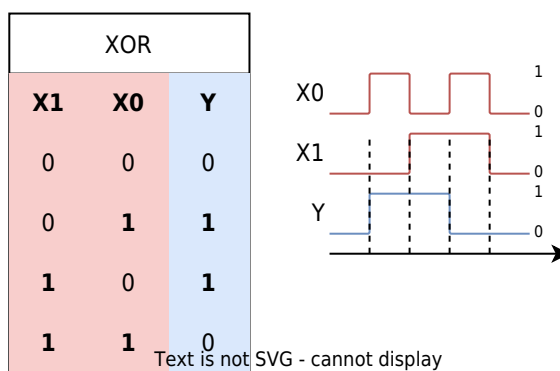 XOR
X1 X0 Y
0 0 0
0 1 1
1 0 1
1 1 0
X0 1
0
X1 1
0
Y 1
0
Text is not SVG - cannot display